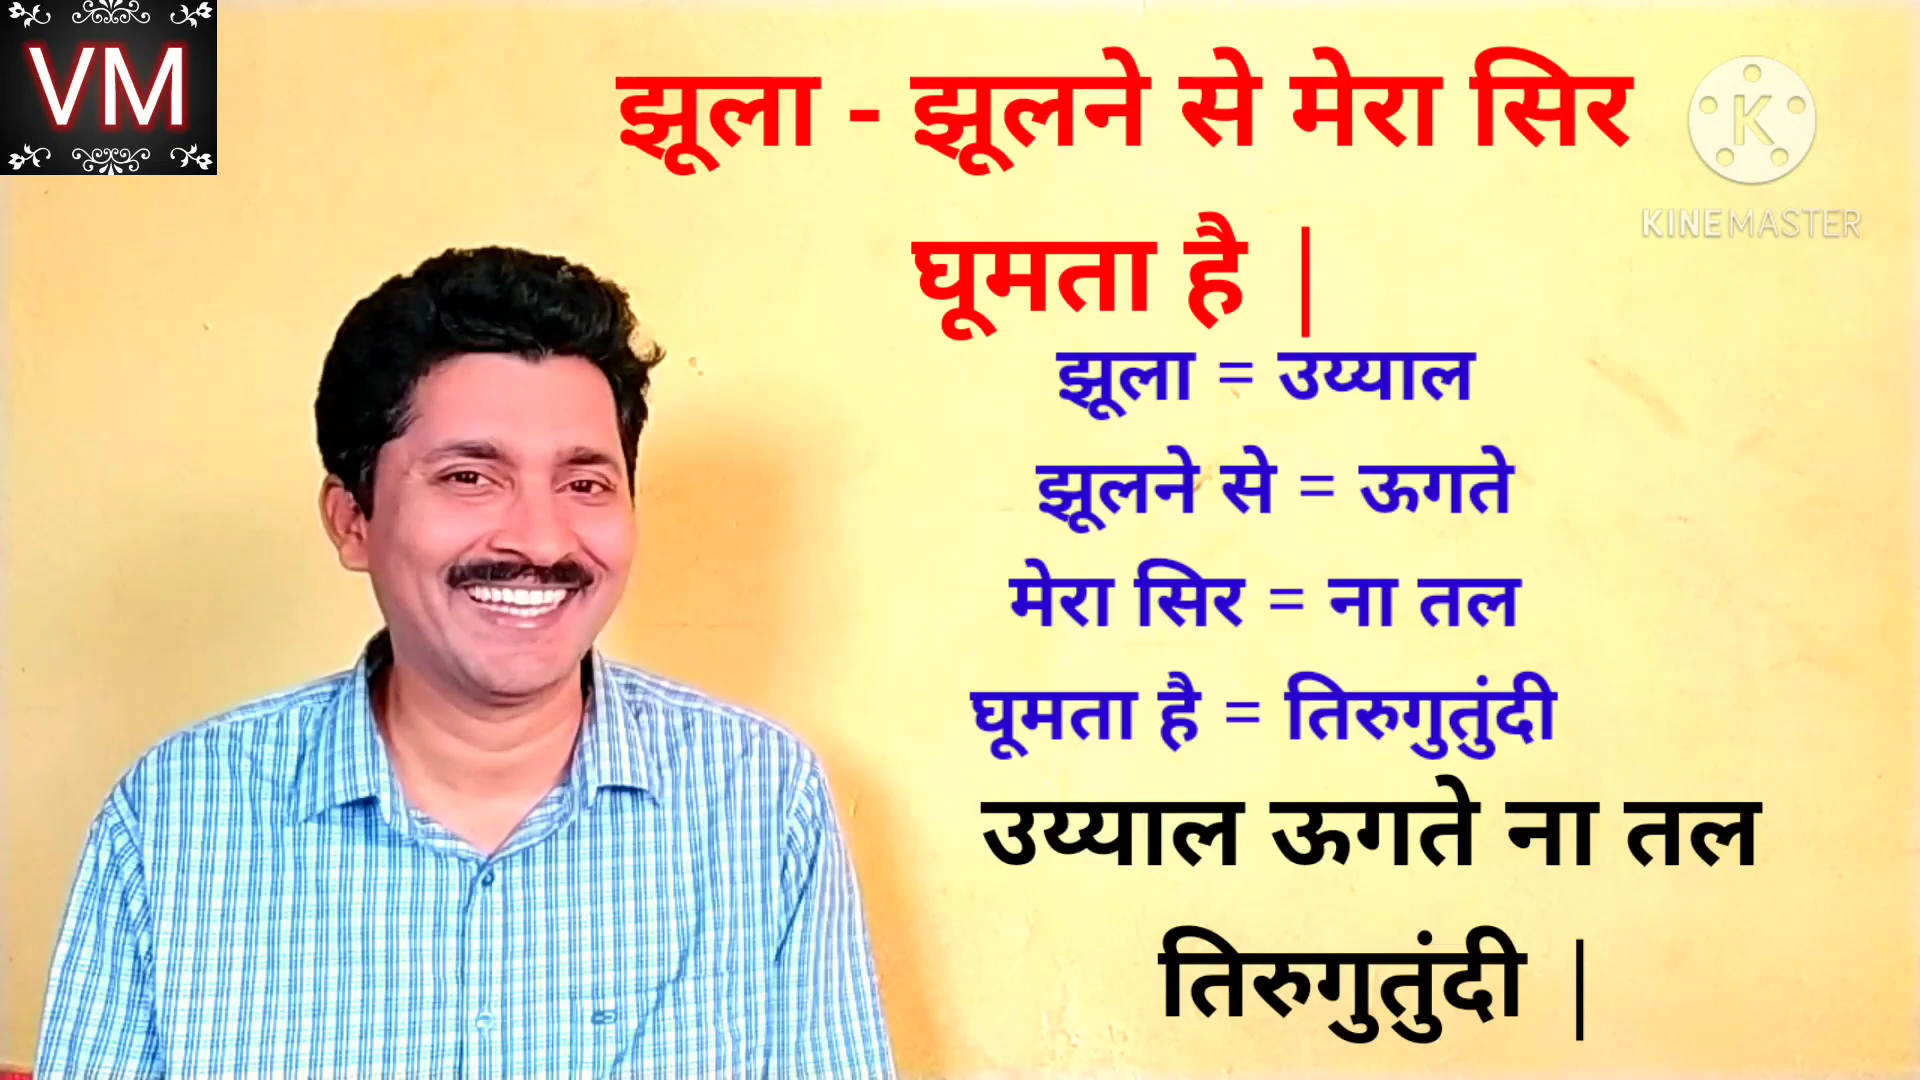 VM
झूला - झूलने से मेरा सिर
घूमता है |
K
KINEMASTER
झूला = उय्याल
झूलने से = ऊगते
मेरा सिर = ना तल
घूमता है = तिरुगुतुंदी
उय्याल ऊगते ना तल
तिरुगुतुंदी |